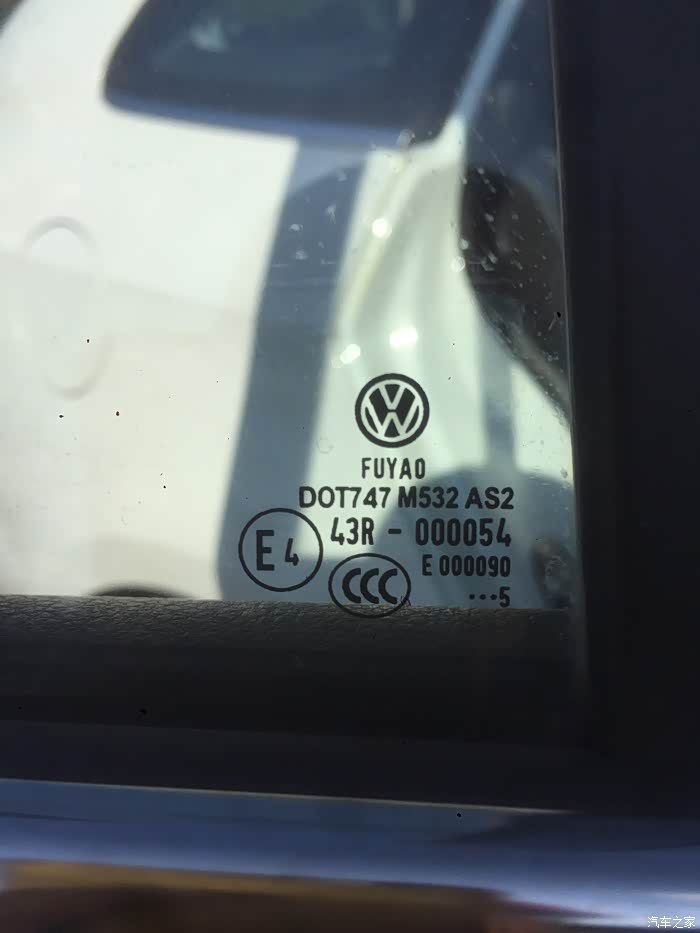 FUYAO
DOT747 M532 AS2
43R - 000054
E4
E 000090
CCC
...5
汽车之家